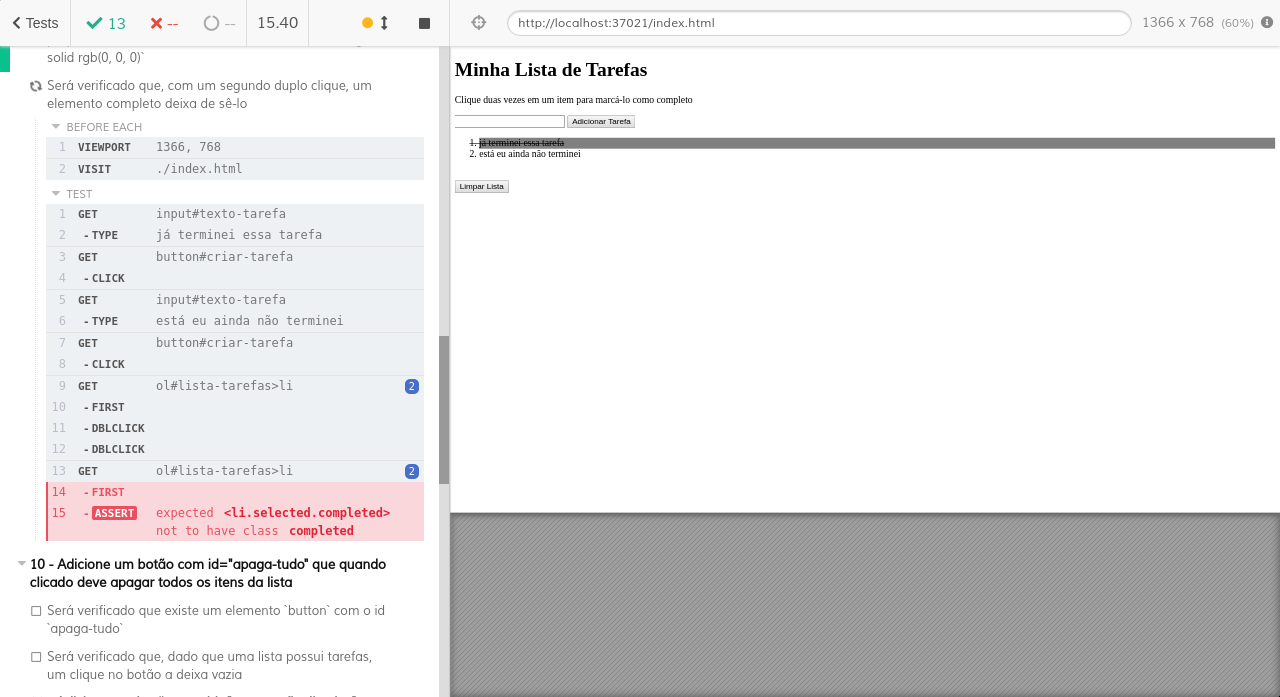 Tests
13
--
--
15.40
http://localhost:37021/index.html
1366 x 768 (60%)
solid rgb(0, 0, 0)`
Será verificado que, com um segundo duplo clique, um
elemento completo deixa de sê-lo
BEFORE EACH
1 VIEWPORT 1366, 768
2 VISIT ./index.html
TEST
1 GET input#texto-tarefa
2 -TYPE já terminei essa tarefa
3 GET button#criar-tarefa
4 -CLICK
5 GET input#texto-tarefa
6 -TYPE está eu ainda não terminei
7 GET button#criar-tarefa
8 -CLICK
9 GET ol#lista-tarefas>li 2
10 -FIRST
11 -DBLCLICK
12 -DBLCLICK
13 GET ol#lista-tarefas>li 2
14 -FIRST
15 -ASSERT expected <li.selected.completed>
not to have class completed
10 - Adicione um botão com id="apaga-tudo" que quando
clicado deve apagar todos os itens da lista
Será verificado que existe um elemento `button` com o id
`apaga-tudo`
Será verificado que, dado que uma lista possui tarefas,
um clique no botão a deixa vazia
Minha Lista de Tarefas
Clique duas vezes em um item para marcá-lo como completo
Adicionar Tarefa
1. já terminei essa tarefa
2. está eu ainda não terminei
Limpar Lista